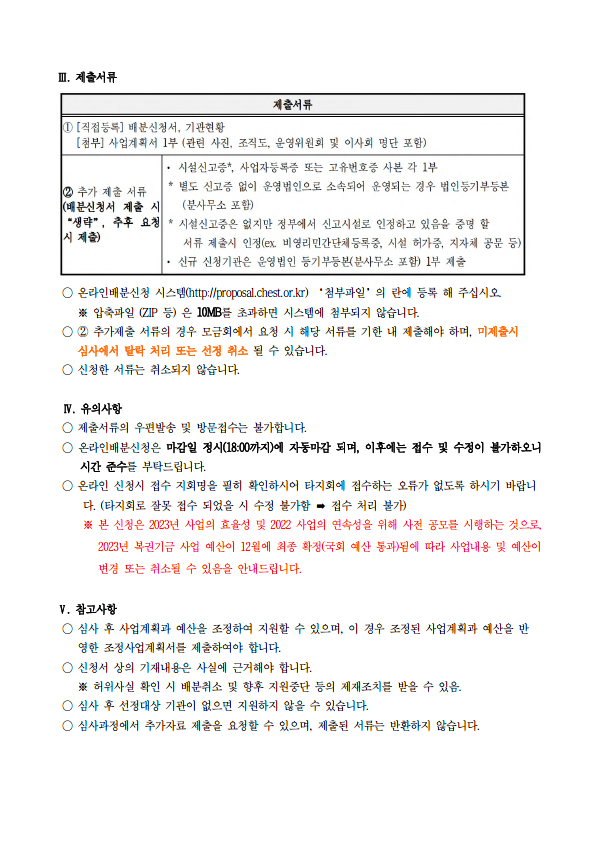 Ⅲ. 제출서류
제출서류
① [직접등록] 배분신청서, 기관현황
[첨부] 사업계획서 1부 (관련 사진, 조직도, 운영위원회 및 이사회 명단 포함)
② 추가 제출 서류
(배분신청서 제출 시
“생략”, 추후 요청
시 제출)
· 시설신고증*, 사업자등록증 또는 고유번호증 사본 각 1부
* 별도 신고증 없이 운영법인으로 소속되어 운영되는 경우 법인등기부등본
(분사무소 포함)
* 시설신고증은 없지만 정부에서 신고시설로 인정하고 있음을 증명 할
서류 제출시 인정(ex. 비영리민간단체등록증, 시설 허가증, 지자체 공문 등)
· 신규 신청기관은 운영법인 등기부등본(분사무소 포함) 1부 제출
○ 온라인배분신청 시스템(http://proposal.chest.or.kr) ‘첨부파일’의 란에 등록 해 주십시오.
※ 압축파일 (ZIP 등) 은 10MB를 초과하면 시스템에 첨부되지 않습니다.
○ ② 추가제출 서류의 경우 모금회에서 요청 시 해당 서류를 기한 내 제출해야 하며, 미제출시
심사에서 탈락 처리 또는 선정 취소 될 수 있습니다.
○ 신청한 서류는 취소되지 않습니다.
Ⅳ. 유의사항
○ 제출서류의 우편발송 및 방문접수는 불가합니다.
○ 온라인배분신청은 마감일 정시(18:00까지)에 자동마감 되며, 이후에는 접수 및 수정이 불가하오니
시간 준수를 부탁드립니다.
○ 온라인 신청시 접수 지회명을 필히 확인하시어 타지회에 접수하는 오류가 없도록 하시기 바랍니
다. (타지회로 잘못 접수 되었을 시 수정 불가함 ➡ 접수 처리 불가)
※ 본 신청은 2023년 사업의 효율성 및 2022 사업의 연속성을 위해 사전 공모를 시행하는 것으로,
2023년 복권기금 사업 예산이 12월에 최종 확정(국회 예산 통과)됨에 따라 사업내용 및 예산이
변경 또는 취소될 수 있음을 안내드립니다.
Ⅴ. 참고사항
○ 심사 후 사업계획과 예산을 조정하여 지원할 수 있으며, 이 경우 조정된 사업계획과 예산을 반
영한 조정사업계획서를 제출하여야 합니다.
○ 신청서 상의 기재내용은 사실에 근거해야 합니다.
※ 허위사실 확인 시 배분취소 및 향후 지원중단 등의 제재조치를 받을 수 있음.
○ 심사 후 선정대상 기관이 없으면 지원하지 않을 수 있습니다.
○ 심사과정에서 추가자료 제출을 요청할 수 있으며, 제출된 서류는 반환하지 않습니다.